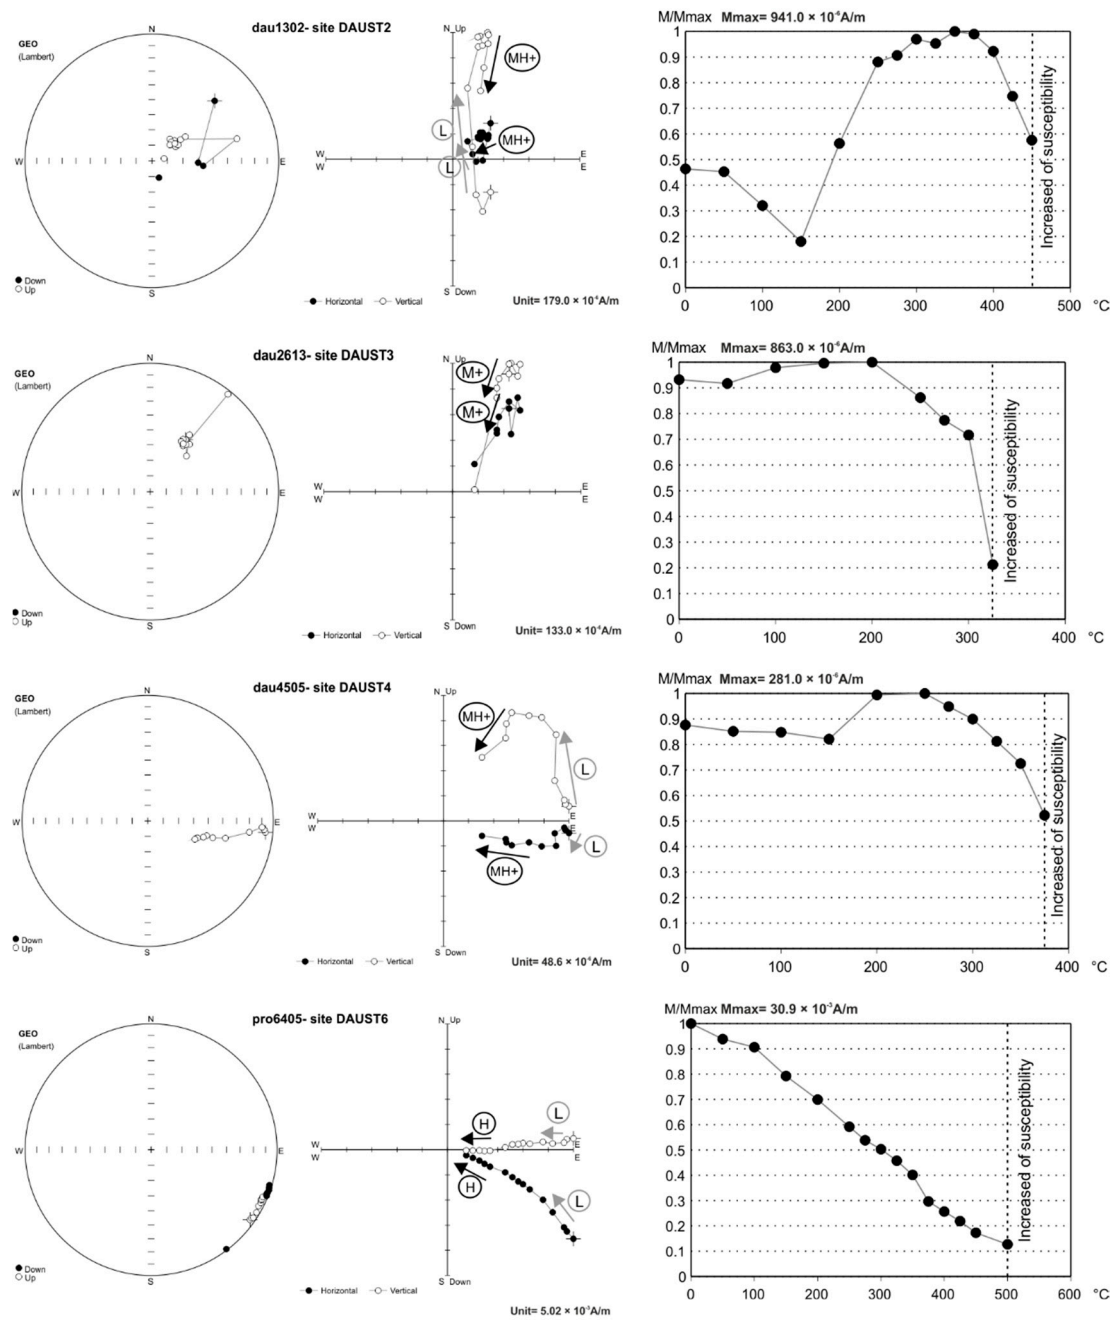 dau1302- site DAUST2
GEO
(Lambert)
N
W
E
S
Down
Up
N Up
MH+
L
MH+
L
W
W
E
E
S Down
Horizontal
Vertical
Unit= 179.0 × 10⁻⁶A/m
M/Mmax Mmax= 941.0 × 10⁻⁶A/m
1
0.9
0.8
0.7
0.6
0.5
0.4
0.3
0.2
0.1
0
0 100 200 300 400 500 °C
Increased of susceptibility
dau2613- site DAUST3
GEO
(Lambert)
N
W
E
S
Down
Up
N Up
M+
M+
W
W
E
E
S Down
Horizontal
Vertical
Unit= 133.0 × 10⁻⁶A/m
M/Mmax Mmax= 863.0 × 10⁻⁶A/m
1
0.9
0.8
0.7
0.6
0.5
0.4
0.3
0.2
0.1
0
0 100 200 300 400 °C
Increased of susceptibility
dau4505- site DAUST4
GEO
(Lambert)
N
W
E
S
Down
Up
N Up
MH+
L
W
W
E
E
L
MH+
S Down
Horizontal
Vertical
Unit= 48.6 × 10⁻⁶A/m
M/Mmax Mmax= 281.0 × 10⁻⁶A/m
1
0.9
0.8
0.7
0.6
0.5
0.4
0.3
0.2
0.1
0
0 100 200 300 400 °C
Increased of susceptibility
pro6405- site DAUST6
GEO
(Lambert)
N
W
E
S
Down
Up
N Up
H
L
W
W
E
E
H
L
S Down
Horizontal
Vertical
Unit= 5.02 × 10⁻³A/m
M/Mmax Mmax= 30.9 × 10⁻³A/m
1
0.9
0.8
0.7
0.6
0.5
0.4
0.3
0.2
0.1
0
0 100 200 300 400 500 600 °C
Increased of susceptibility